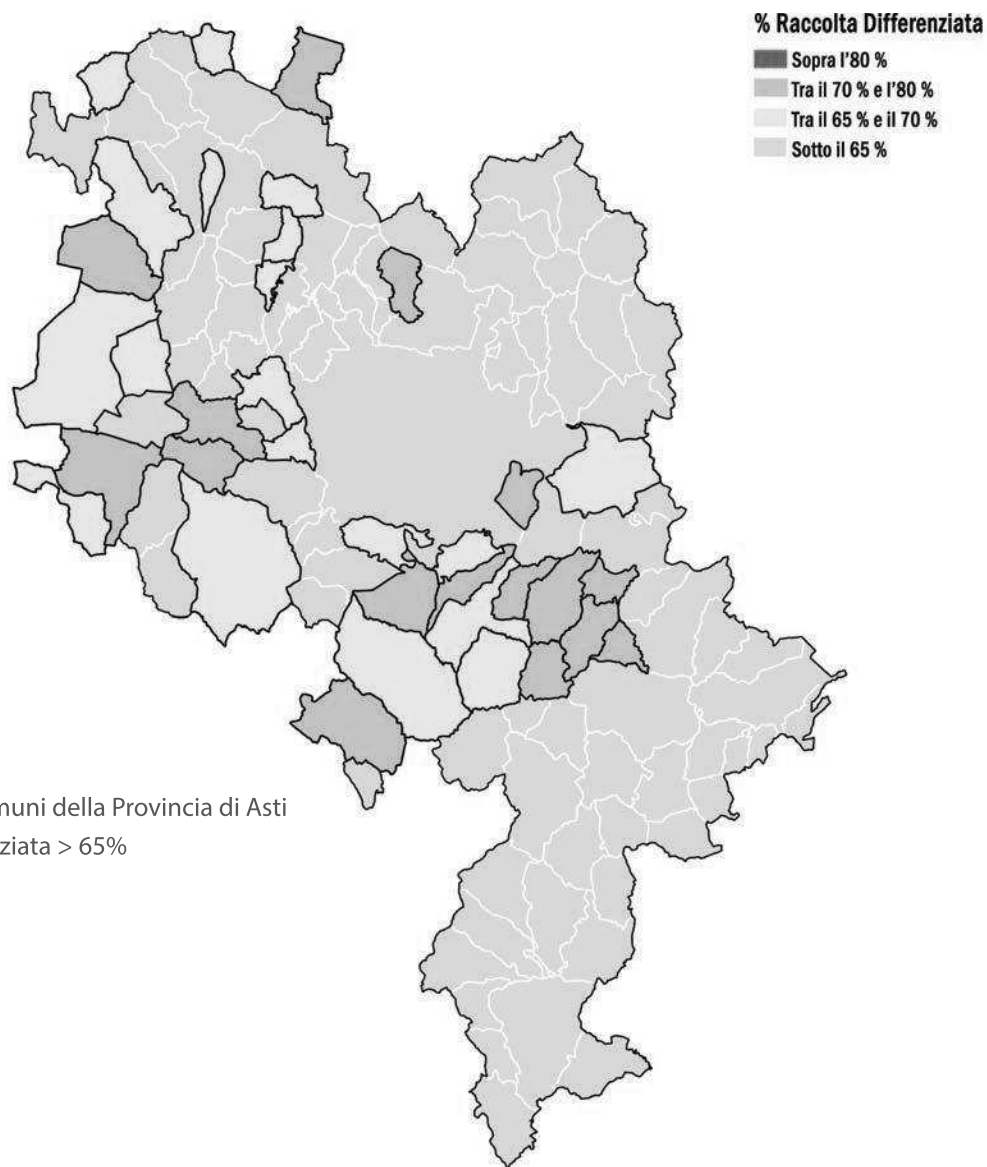 % Raccolta Differenziata
Sopra l'80 %
Tra il 70 % e l'80 %
Tra il 65 % e il 70 %
Sotto il 65 %
muni della Provincia di Asti
ziata > 65%